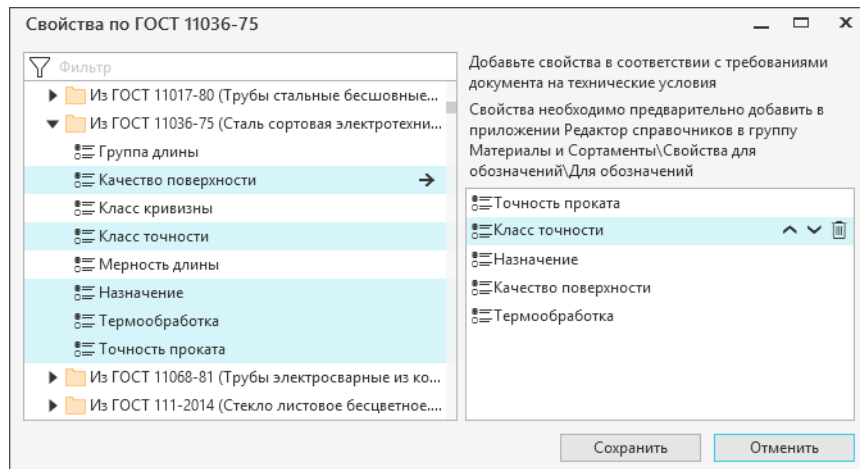 Свойства по ГОСТ 11036-75
Фильтр
Из ГОСТ 11017-80 (Трубы стальные бесшовные...
Из ГОСТ 11036-75 (Сталь сортовая электротехни...
Группа длины
Качество поверхности
Класс кривизны
Класс точности
Мерность длины
Назначение
Термообработка
Точность проката
Из ГОСТ 11068-81 (Трубы электросварные из ко...
Из ГОСТ 111-2014 (Стекло листовое бесцветное....
Добавьте свойства в соответствии с требованиями
документа на технические условия
Свойства необходимо предварительно добавить в
приложении Редактор справочников в группу
Материалы и Сортаменты\Свойства для
обозначений\Для обозначений
Точность проката
Класс точности
Назначение
Качество поверхности
Термообработка
Сохранить
Отменить